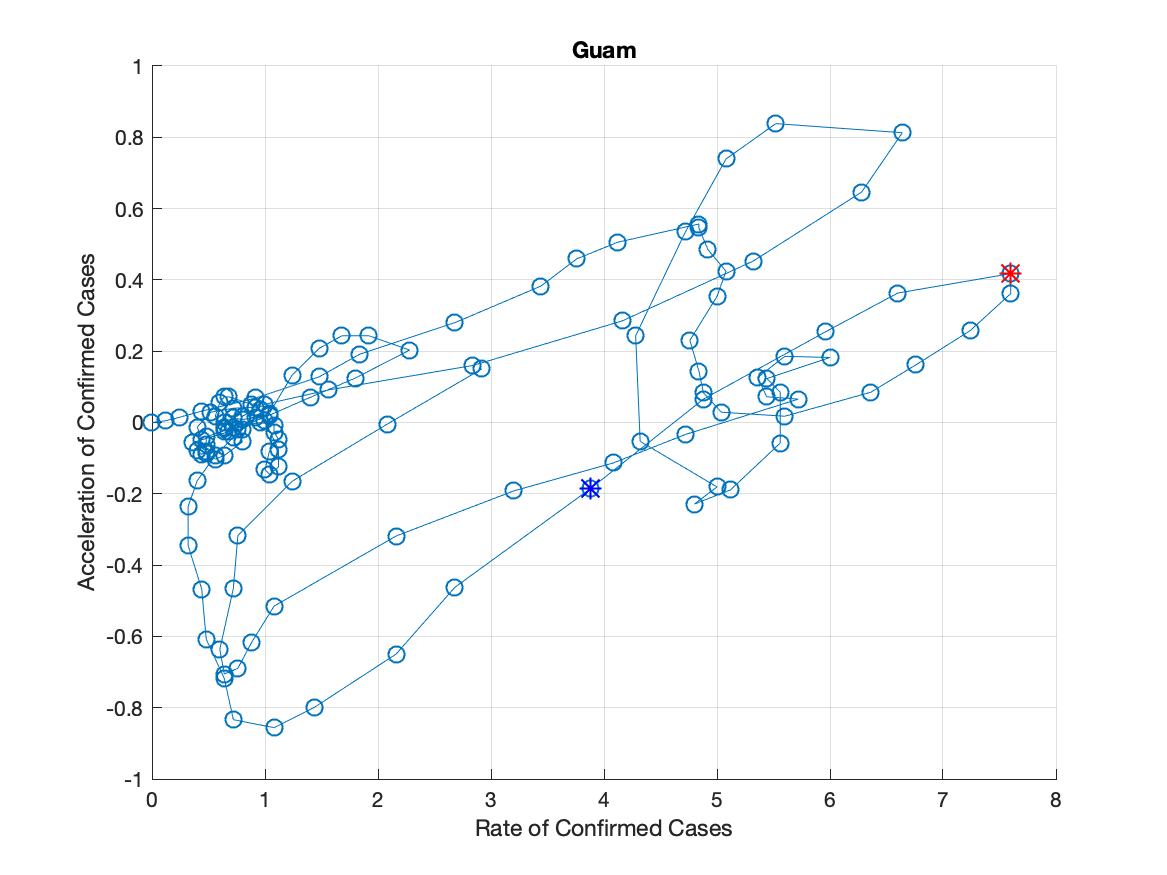 Guam
1
0.8
0.6
0.4
0.2
0
-0.2
-0.4
-0.6
-0.8
-1
Acceleration of Confirmed Cases
0 1 2 3 4 5 6 7 8
Rate of Confirmed Cases